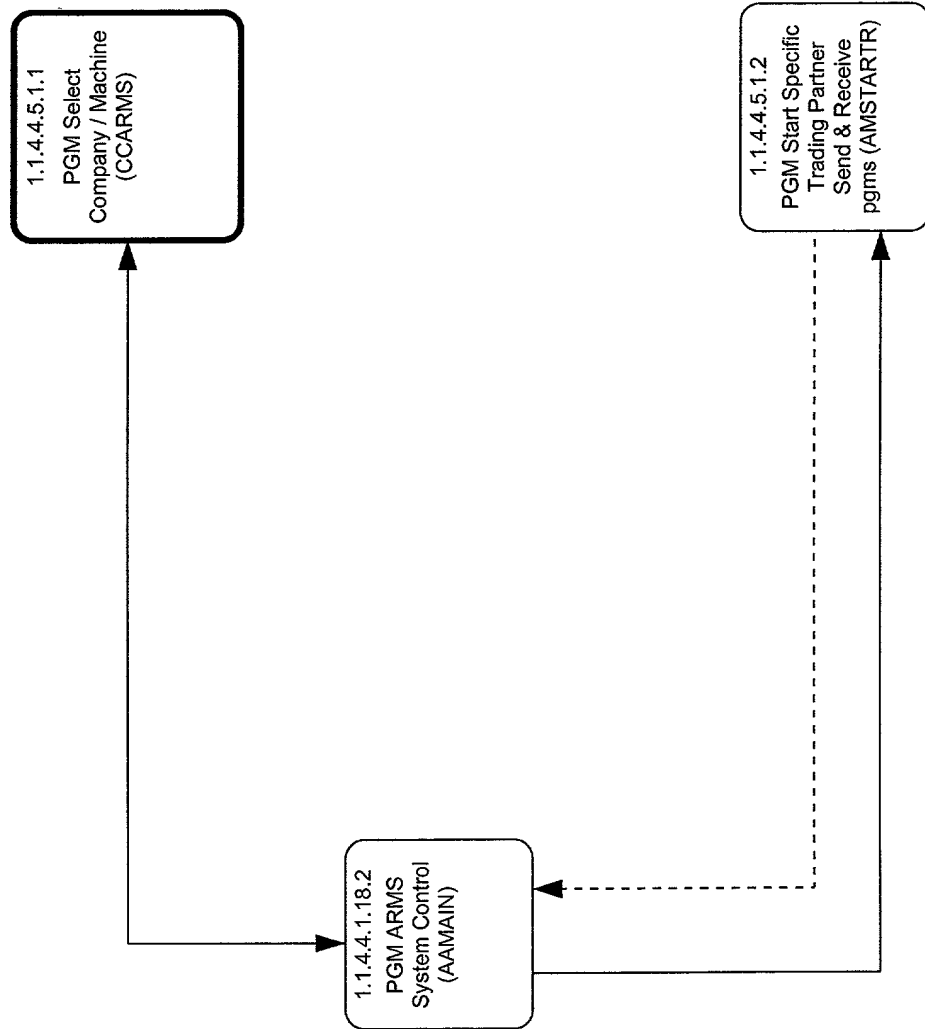 1.1.4.4.5.1.1
PGM Select
Company / Machine
(CCARMS)
1.1.4.4.1.18.2
PGM ARMS
System Control
(AAMAIN)
1.1.4.4.5.1.2
PGM Start Specific
Trading Partner
Send & Receive
pgms (AMSTARTR)